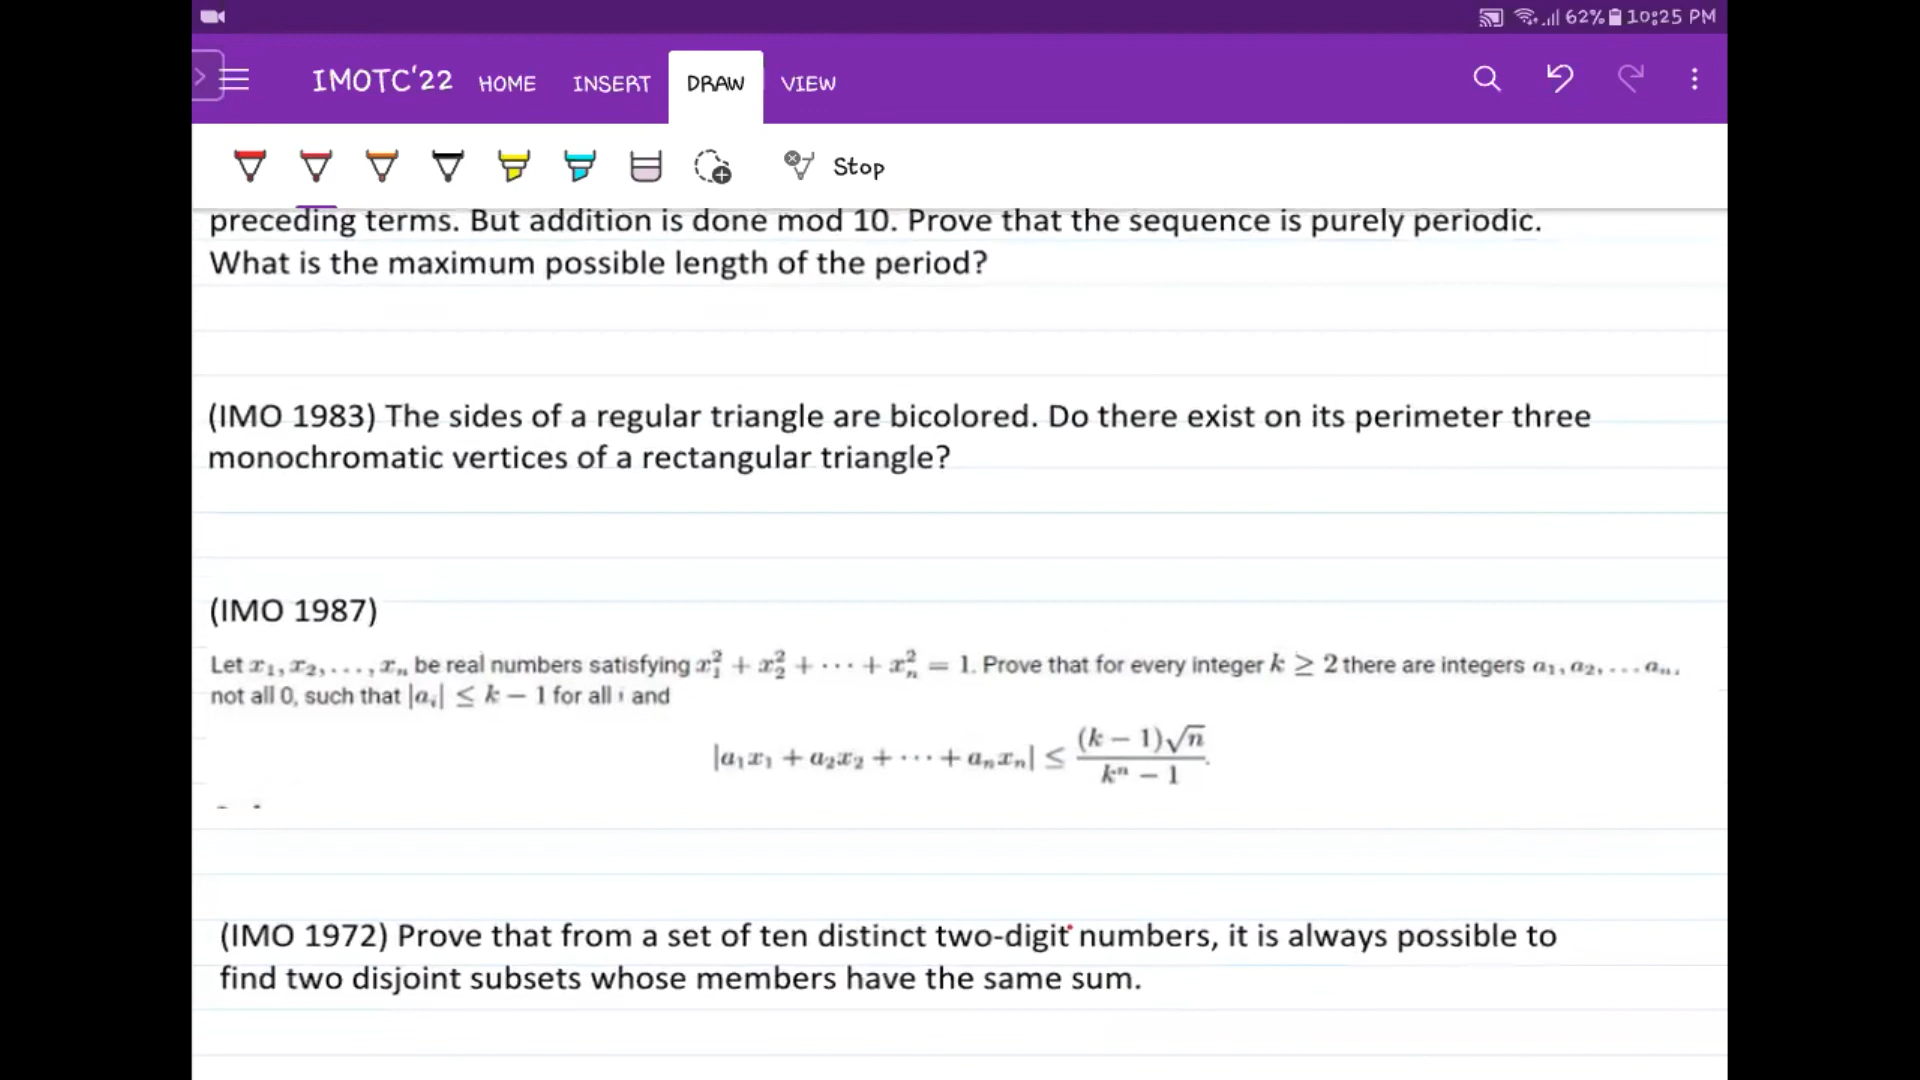 62% 10:25 PM
IMOTC'22 HOME INSERT DRAW VIEW
Stop
preceding terms. But addition is done mod 10. Prove that the sequence is purely periodic.
What is the maximum possible length of the period?
(IMO 1983) The sides of a regular triangle are bicolored. Do there exist on its perimeter three
monochromatic vertices of a rectangular triangle?
(IMO 1987)
Let x₁, x₂, . . . , xₙ be real numbers satisfying x₁² + x₂² + · · · + xₙ² = 1. Prove that for every integer k ≥ 2 there are integers a₁, a₂, . . . aₙ,
not all 0, such that |aᵢ| ≤ k − 1 for all i and
|a₁x₁ + a₂x₂ + · · · + aₙxₙ| ≤ (k − 1)√n / (kⁿ − 1).
(IMO 1972) Prove that from a set of ten distinct two-digit numbers, it is always possible to
find two disjoint subsets whose members have the same sum.